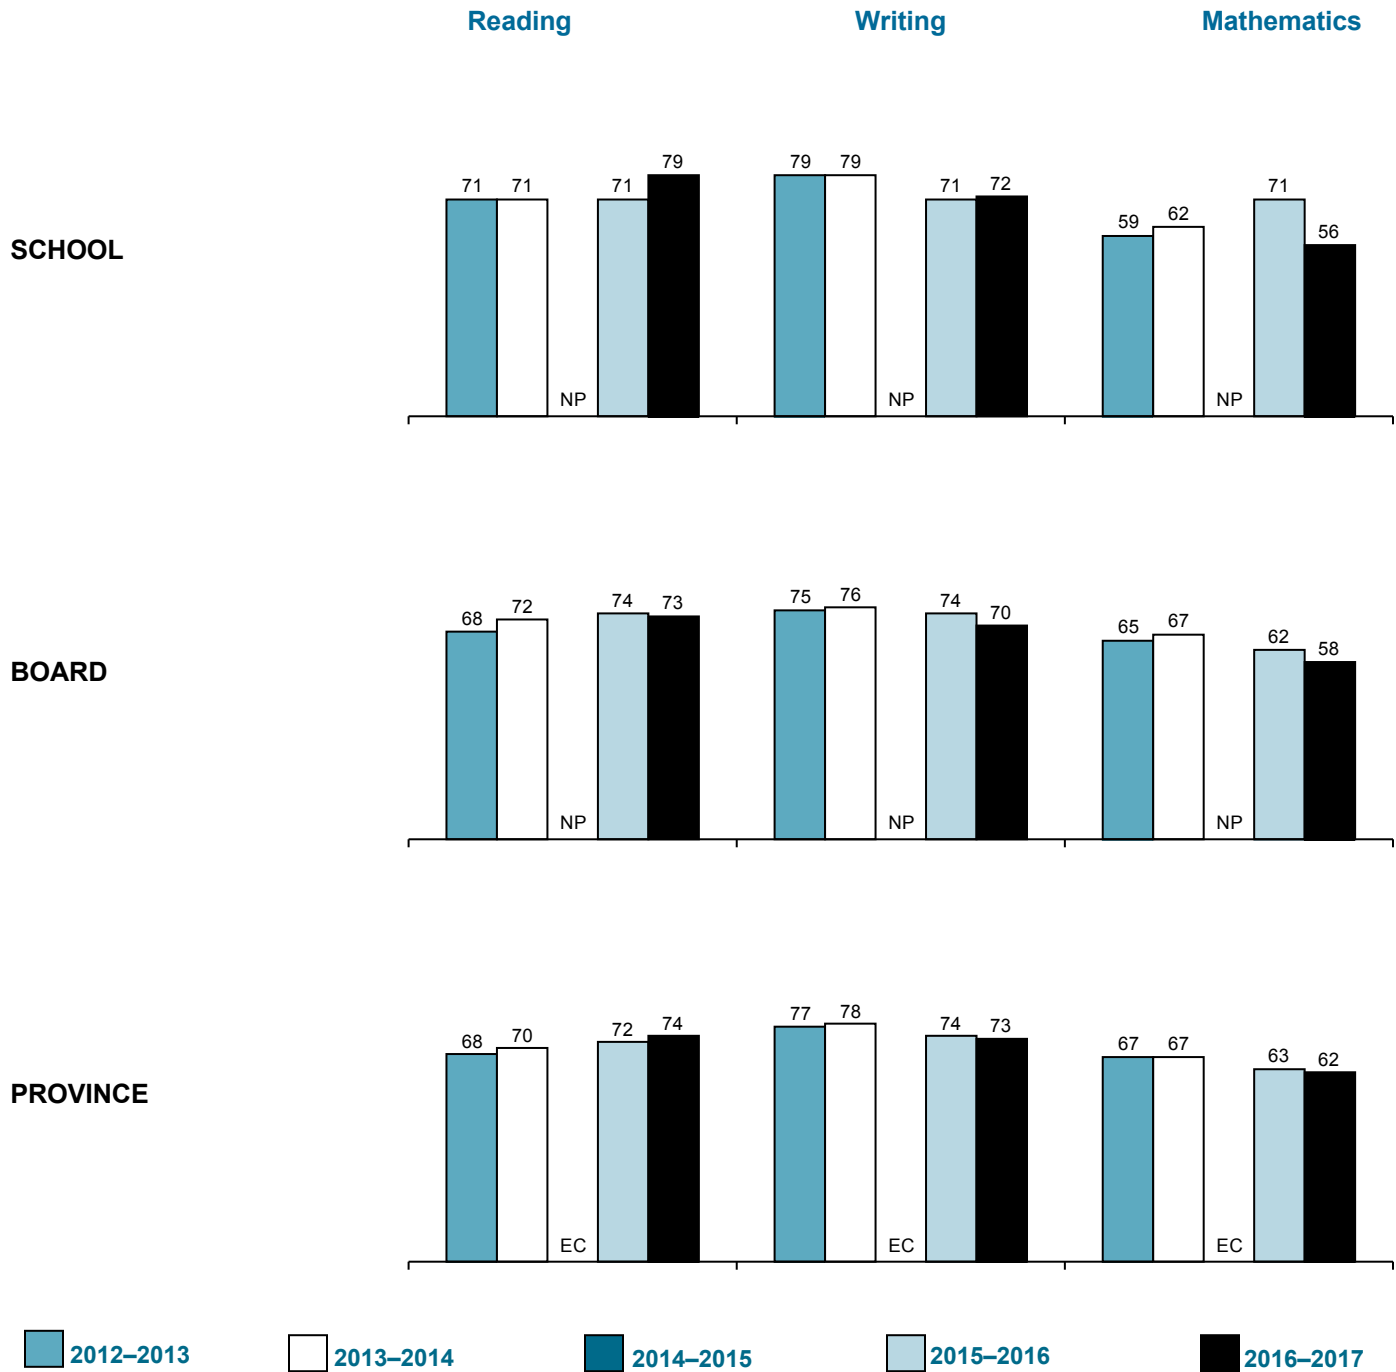 Reading Writing Mathematics
SCHOOL
71 71 NP 71 79
79 79 NP 71 72
59 62 NP 71 56
BOARD
68 72 NP 74 73
75 76 NP 74 70
65 67 NP 62 58
PROVINCE
68 70 EC 72 74
77 78 EC 74 73
67 67 EC 63 62
2012–2013 2013–2014 2014–2015 2015–2016 2016–2017